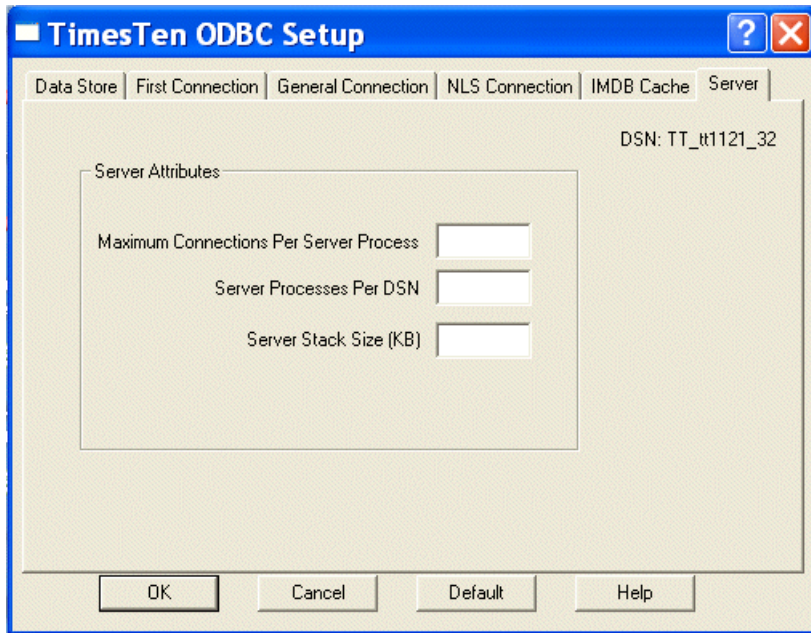 TimesTen ODBC Setup
Data Store First Connection General Connection NLS Connection IMDB Cache Server
DSN: TT_tt1121_32
Server Attributes
Maximum Connections Per Server Process
Server Processes Per DSN
Server Stack Size (KB)
OK Cancel Default Help